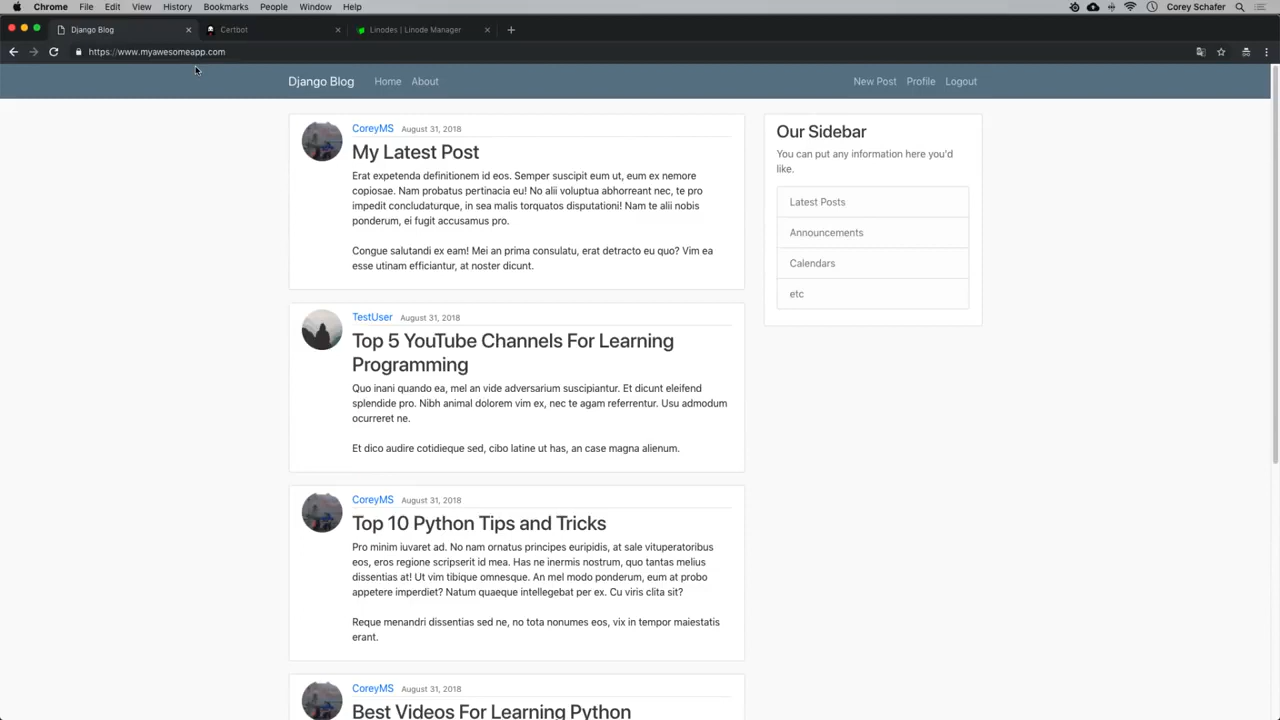 Chrome File Edit View History Bookmarks People Window Help Corey Schafer
Django Blog Certbot Linodes | Linode Manager
https://www.myawesomeapp.com
Django Blog Home About New Post Profile Logout
CoreyMS August 31, 2018
My Latest Post
Erat expetenda definitionem id eos. Semper suscipit eum ut, eum ex nemore
copiosae. Nam probatus pertinacia eu! No alii voluptua abhorreant nec, te pro
impedit concludaturque, in sea malis torquatos disputationi! Nam te alii nobis
ponderum, ei fugit accusamus pro.
Congue salutandi ex eam! Mei an prima consulatu, erat detracto eu quo? Vim ea
esse utinam efficiantur, at noster dicunt.
TestUser August 31, 2018
Top 5 YouTube Channels For Learning
Programming
Quo inani quando ea, mel an vide adversarium suscipiantur. Et dicunt eleifend
splendide pro. Nibh animal dolorem vim ex, nec te agam referrentur. Usu admodum
ocurreret ne.
Et dico audire cotidieque sed, cibo latine ut has, an case magna alienum.
CoreyMS August 31, 2018
Top 10 Python Tips and Tricks
Pro minim iuvaret ad. No nam ornatus principes euripidis, at sale vituperatoribus
eos, eros regione scripserit id mea. Has ne inermis nostrum, quo tantas melius
dissentias at! Ut vim tibique omnesque. An mel modo ponderum, eum at probo
appetere imperdiet? Natum quaeque intellegebat per ex. Cu viris clita sit?
Reque menandri dissentias sed ne, no tota nonumes eos, vix in tempor maiestatis
erant.
CoreyMS August 31, 2018
Best Videos For Learning Python
Our Sidebar
You can put any information here you'd
like.
Latest Posts
Announcements
Calendars
etc